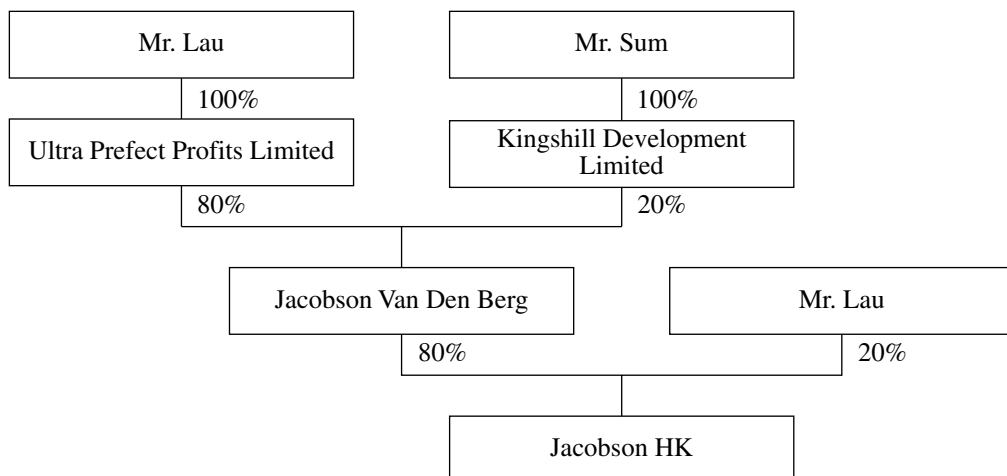 Mr. Lau
Mr. Sum
100%
100%
Ultra Prefect Profits Limited
Kingshill Development
Limited
80%
20%
Jacobson Van Den Berg
Mr. Lau
80%
20%
Jacobson HK